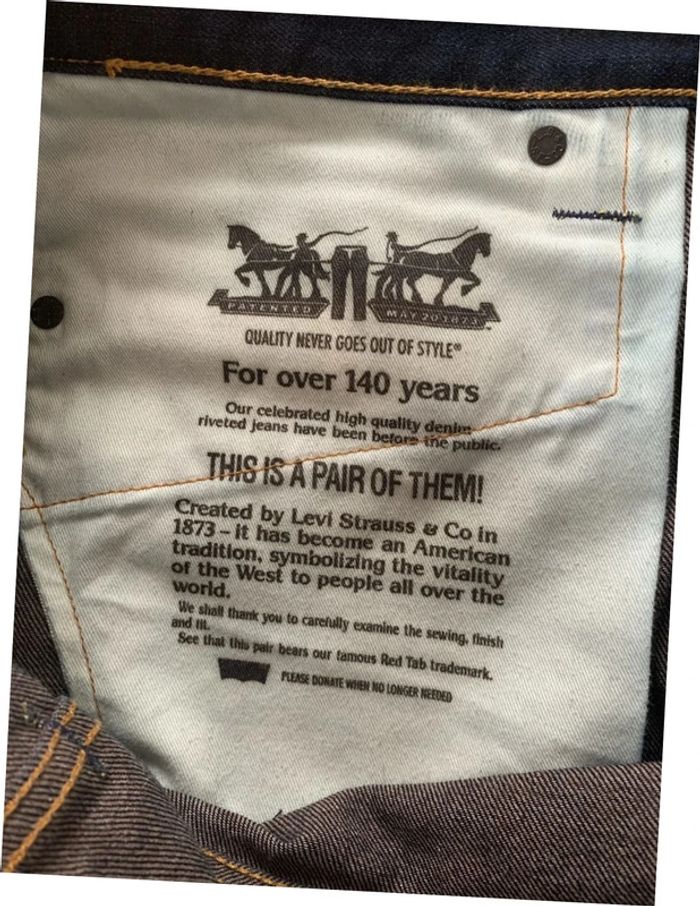 PATENTED MAY 20 1873
QUALITY NEVER GOES OUT OF STYLE®
For over 140 years
Our celebrated high quality denim
riveted jeans have been before the public.
THIS IS A PAIR OF THEM!
Created by Levi Strauss & Co in
1873 – it has become an American
tradition, symbolizing the vitality
of the West to people all over the
world.
We shall thank you to carefully examine the sewing, finish
and fit.
See that this pair bears our famous Red Tab trademark.
PLEASE DONATE WHEN NO LONGER NEEDED